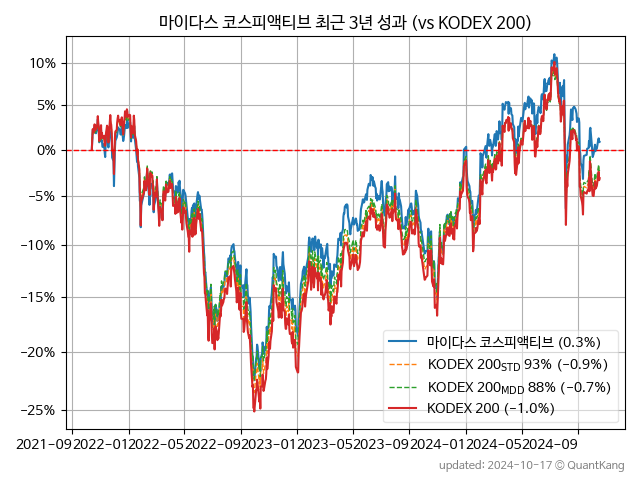 마이다스 코스피액티브 최근 3년 성과 (vs KODEX 200)
10%
5%
0%
−5%
−10%
−15%
−20%
−25%
마이다스 코스피액티브 (0.3%)
KODEX 200STD 93% (−0.9%)
KODEX 200MDD 88% (−0.7%)
KODEX 200 (−1.0%)
2021-09 2022-01 2022-05 2022-09 2023-01 2023-05 2023-09 2024-01 2024-05 2024-09
updated: 2024-10-17 © QuantKang